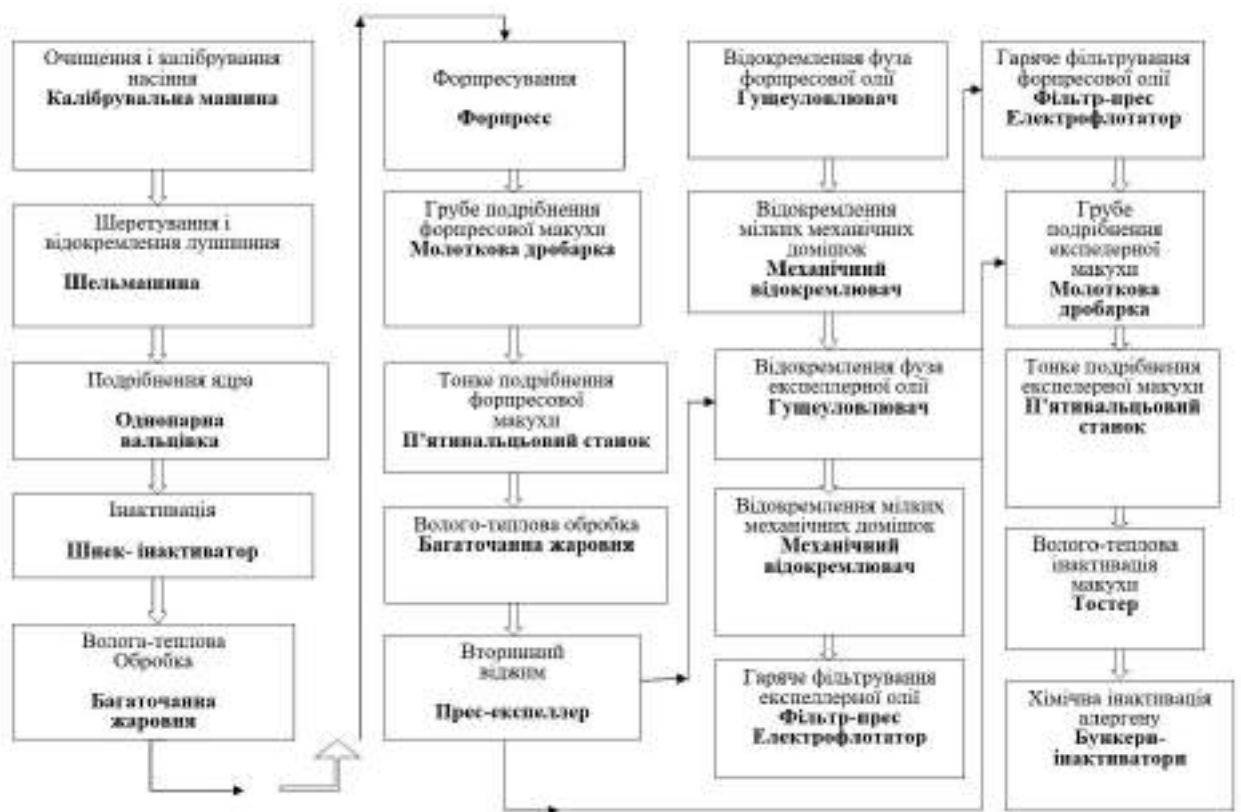 Очищення і калібрування
насіння
Калібрувальна машина
Шеретування і
відокремлення лушпиння
Шельмашина
Подрібнення ядра
Однопарна
вальцівка
Інактивація
Шнек- інактиватор
Волога-теплова
Обробка
Багаточанна
жаровня
Форпресування
Форпресс
Грубе подрібнення
форпресової макухи
Молоткова дробарка
Тонке подрібнення
форпресової
макухи
П'ятивальцьовий станок
Волого-теплова обробка
Багаточанна жаровня
Вторинний
віджим
Прес-експеллер
Відокремлення фуза
форпресової олії
Гущеуловлювач
Відокремлення
мілких механічних
домішок
Механічний
відокремлювач
Відокремлення фуза
експеллерної олії
Гущеуловлювач
Відокремлення мілких
механічних домішок
Механічний
відокремлювач
Гаряче фільтрування
експеллерної олії
Фільтр-прес
Електрофлотатор
Гаряче фільтрування
форпресової олії
Фільтр-прес
Електрофлотатор
Грубе
подрібнення
експелерної
макухи
Молоткова
дробарка
Тонке подрібнення
експелерної макухи
П'ятивальцьовий
станок
Волого-теплова
інактивація
макухи
Тостер
Хімічна інактивація
алергену
Бункери-
інактиватори